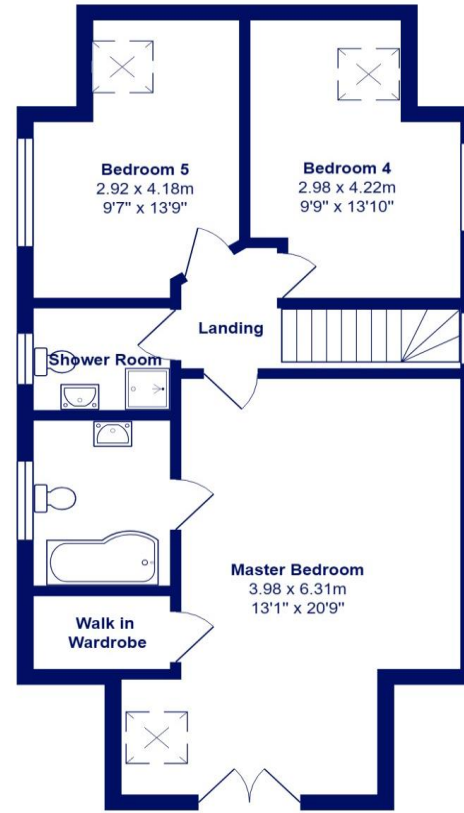 Bedroom 5
2.92 x 4.18m
9'7" x 13'9"
Bedroom 4
2.98 x 4.22m
9'9" x 13'10"
Landing
Shower Room
Master Bedroom
3.98 x 6.31m
13'1" x 20'9"
Walk in
Wardrobe